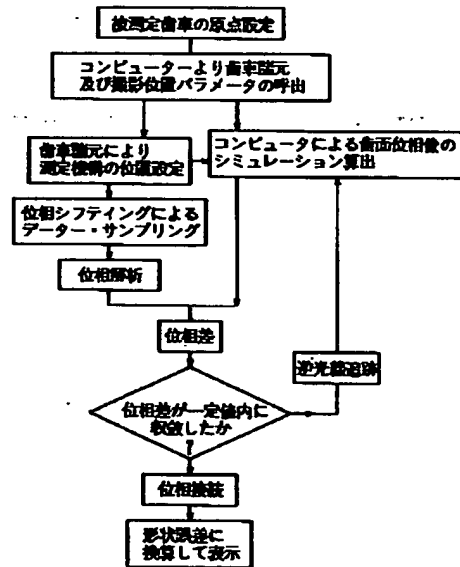 被測定歯車の原点設定
コンピューターより歯車諸元
及び撮影位置パラメータの呼出
歯車諸元により
測定機構の位置設定
コンピュータによる歯面位相像の
シミュレーション算出
位相シフティングによる
データー・サンプリング
位相解析
位相差
逆光線追跡
位相差が一定値内に
収斂したか
?
位相接続
形状誤差に
換算して表示